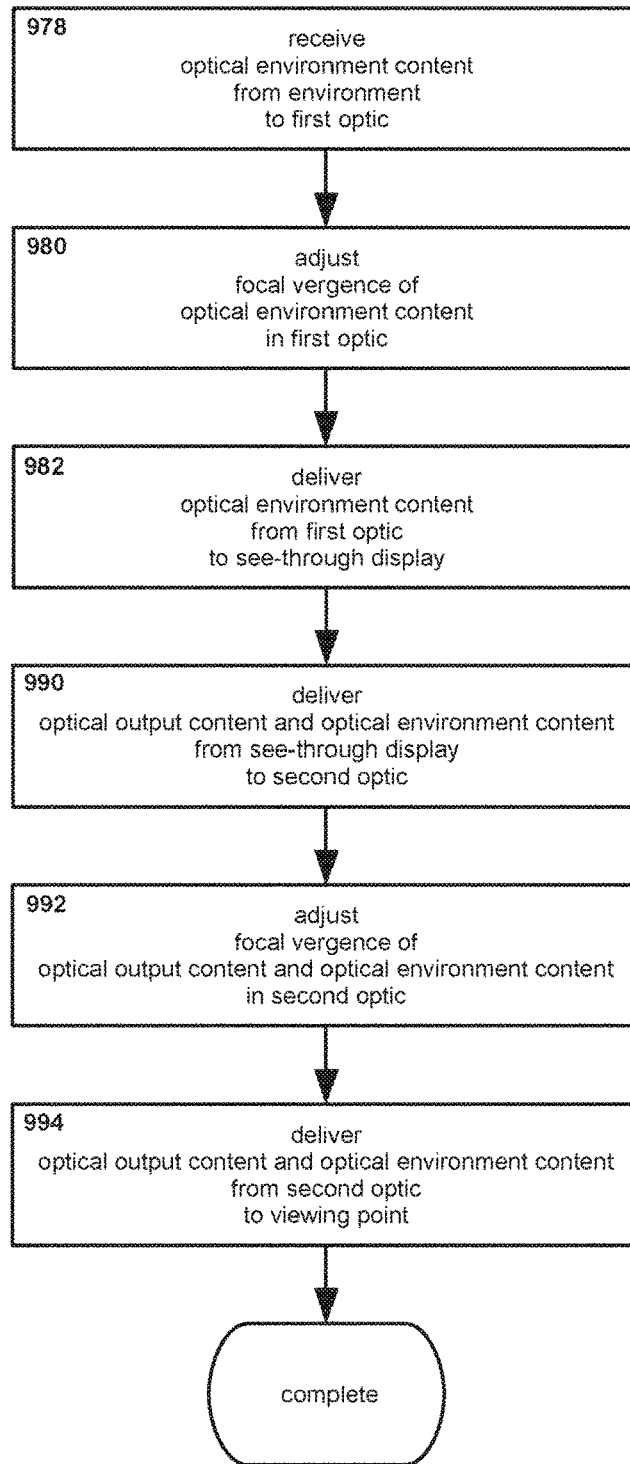 978
receive
optical environment content
from environment
to first optic
980
adjust
focal vergence of
optical environment content
in first optic
982
deliver
optical environment content
from first optic
to see-through display
990
deliver
optical output content and optical environment content
from see-through display
to second optic
992
adjust
focal vergence of
optical output content and optical environment content
in second optic
994
deliver
optical output content and optical environment content
from second optic
to viewing point
complete